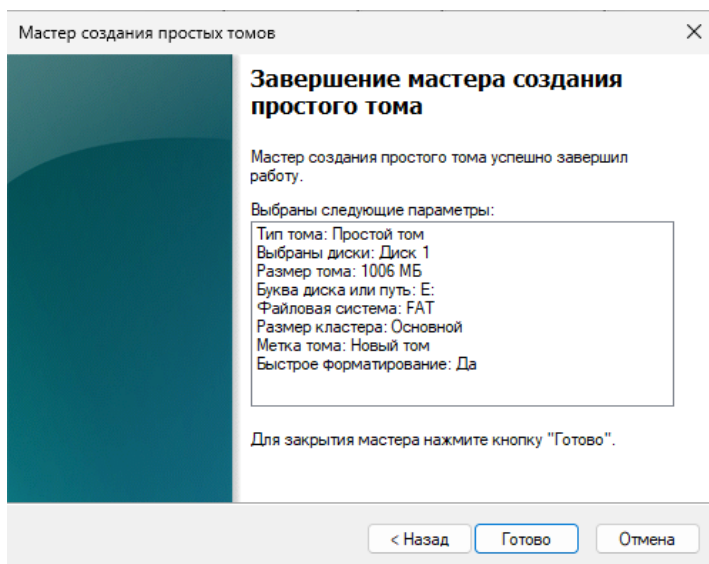 Мастер создания простых томов
Завершение мастера создания
простого тома
Мастер создания простого тома успешно завершил
работу.
Выбраны следующие параметры:
Тип тома: Простой том
Выбраны диски: Диск 1
Размер тома: 1006 МБ
Буква диска или путь: E:
Файловая система: FAT
Размер кластера: Основной
Метка тома: Новый том
Быстрое форматирование: Да
Для закрытия мастера нажмите кнопку "Готово".
< Назад
Готово
Отмена